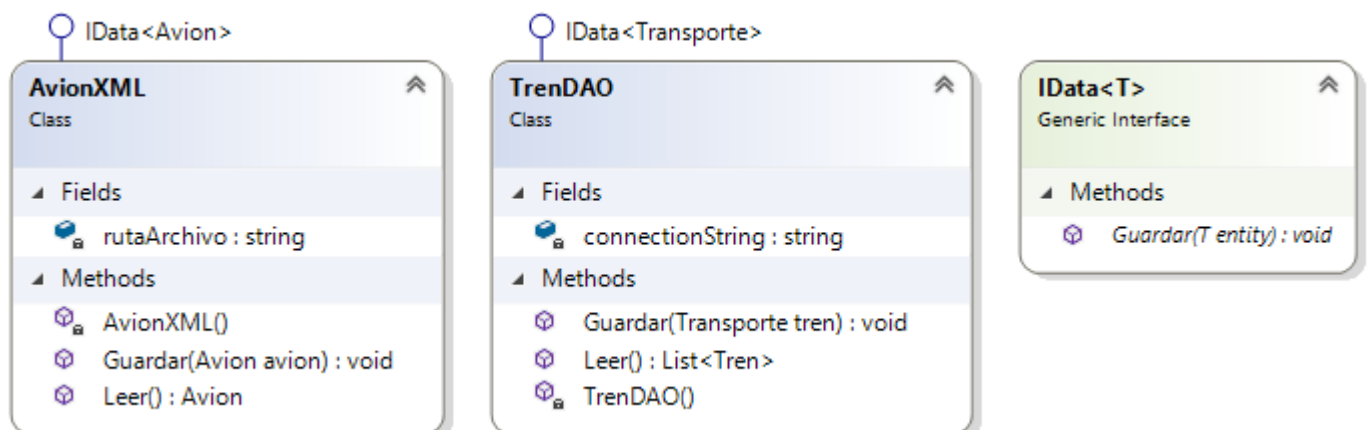 IData<Avion>
AvionXML
Class
Fields
rutaArchivo : string
Methods
AvionXML()
Guardar(Avion avion) : void
Leer() : Avion
IData<Transporte>
TrenDAO
Class
Fields
connectionString : string
Methods
Guardar(Transporte tren) : void
Leer() : List<Tren>
TrenDAO()
IData<T>
Generic Interface
Methods
Guardar(T entity) : void